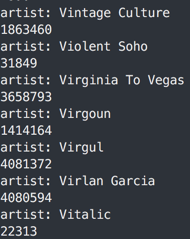 artist: Vintage Culture
1863460
artist: Violent Soho
31849
artist: Virginia To Vegas
3658793
artist: Virgoun
1414164
artist: Virgul
4081372
artist: Virlan Garcia
4080594
artist: Vitalic
22313